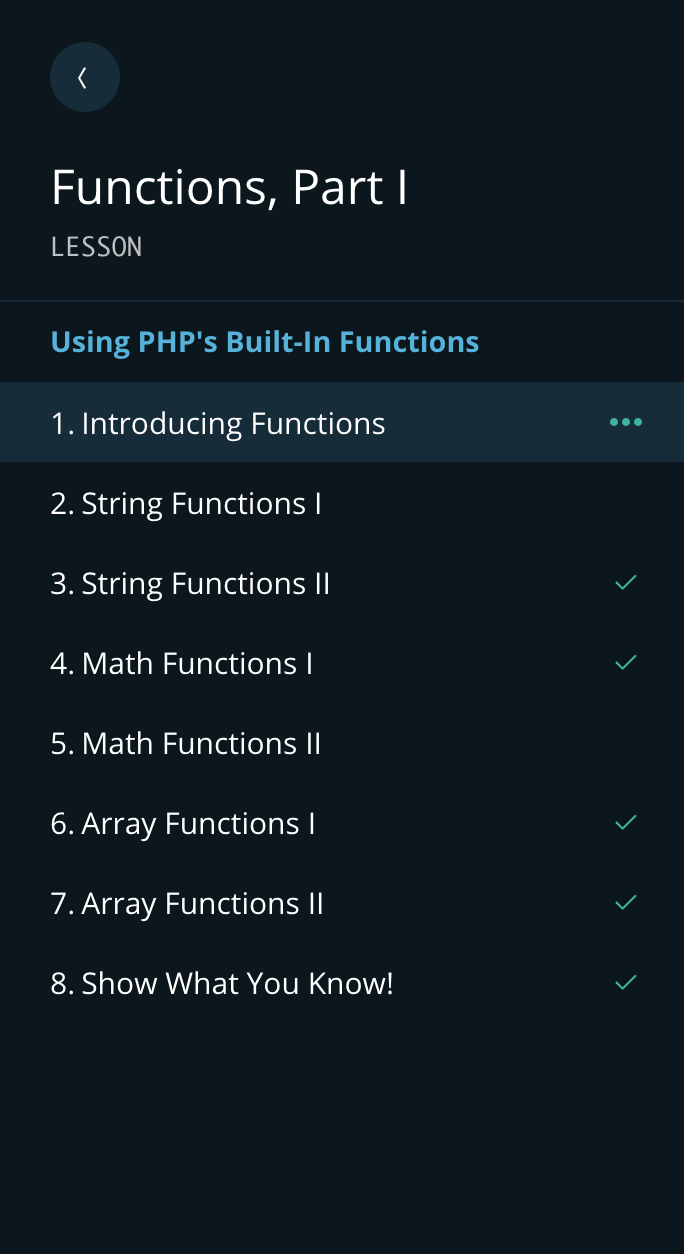 Functions, Part I
LESSON
Using PHP's Built-In Functions
1. Introducing Functions
2. String Functions I
3. String Functions II
4. Math Functions I
5. Math Functions II
6. Array Functions I
7. Array Functions II
8. Show What You Know!